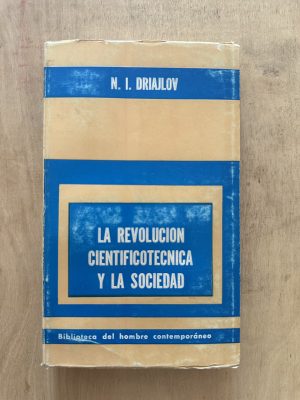 N. I. DRIAJLOV
LA REVOLUCION
CIENTIFICOTECNICA
Y LA SOCIEDAD
Biblioteca del hombre contemporáneo